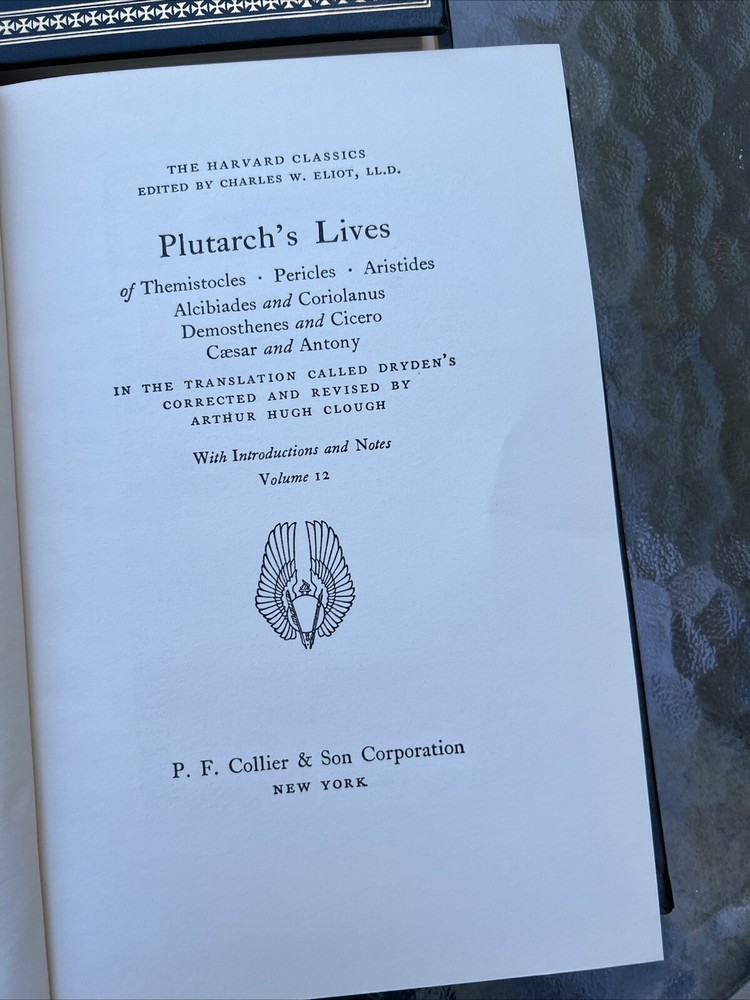 THE HARVARD CLASSICS
EDITED BY CHARLES W. ELIOT, LL.D.
Plutarch's Lives
of Themistocles · Pericles · Aristides
Alcibiades and Coriolanus
Demosthenes and Cicero
Cæsar and Antony
IN THE TRANSLATION CALLED DRYDEN'S
CORRECTED AND REVISED BY
ARTHUR HUGH CLOUGH
With Introductions and Notes
Volume 12
P. F. Collier & Son Corporation
NEW YORK